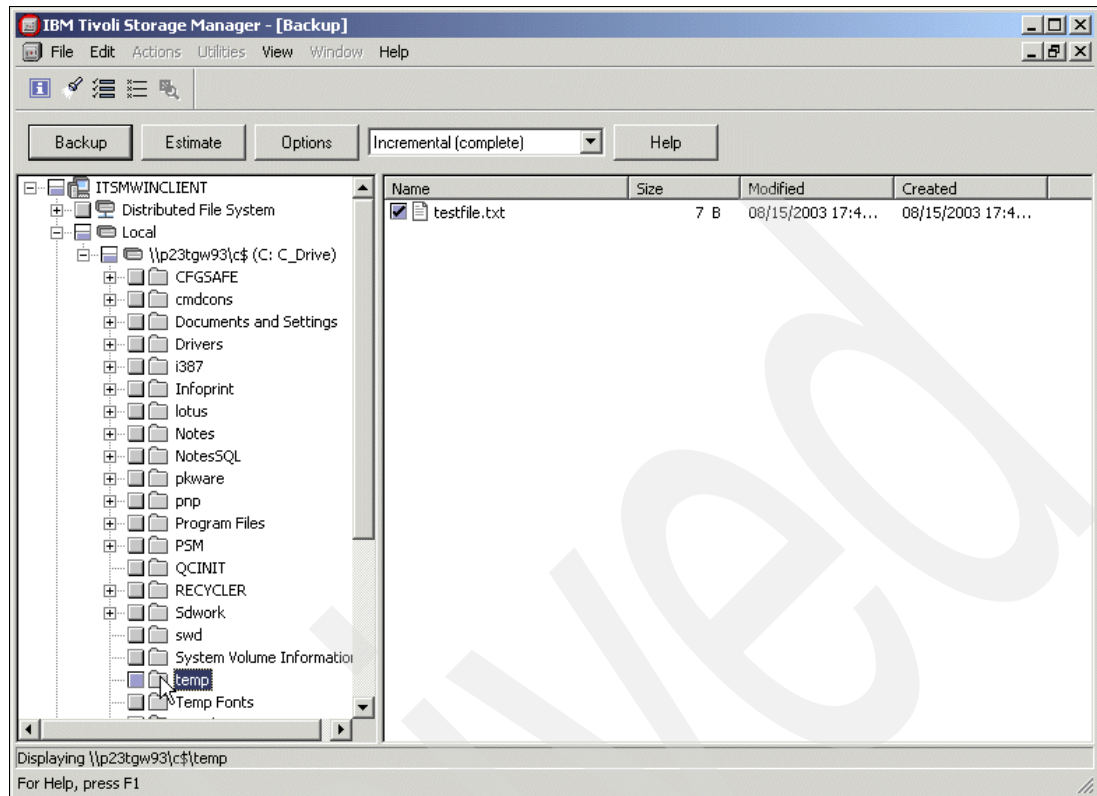 IBM Tivoli Storage Manager - [Backup]
File Edit Actions Utilities View Window Help
Backup Estimate Options Incremental (complete) Help
ITSMWINCLIENT
Distributed File System
Local
\\p23tgw93\c$ (C: C_Drive)
CFGSAFE
cmdcons
Documents and Settings
Drivers
i387
Infoprint
lotus
Notes
NotesSQL
pkware
pnp
Program Files
PSM
QCINIT
RECYCLER
Sdwork
swd
System Volume Information
temp
Temp Fonts
Name Size Modified Created
testfile.txt 7 B 08/15/2003 17:4... 08/15/2003 17:4...
Displaying \\p23tgw93\c$\temp
For Help, press F1